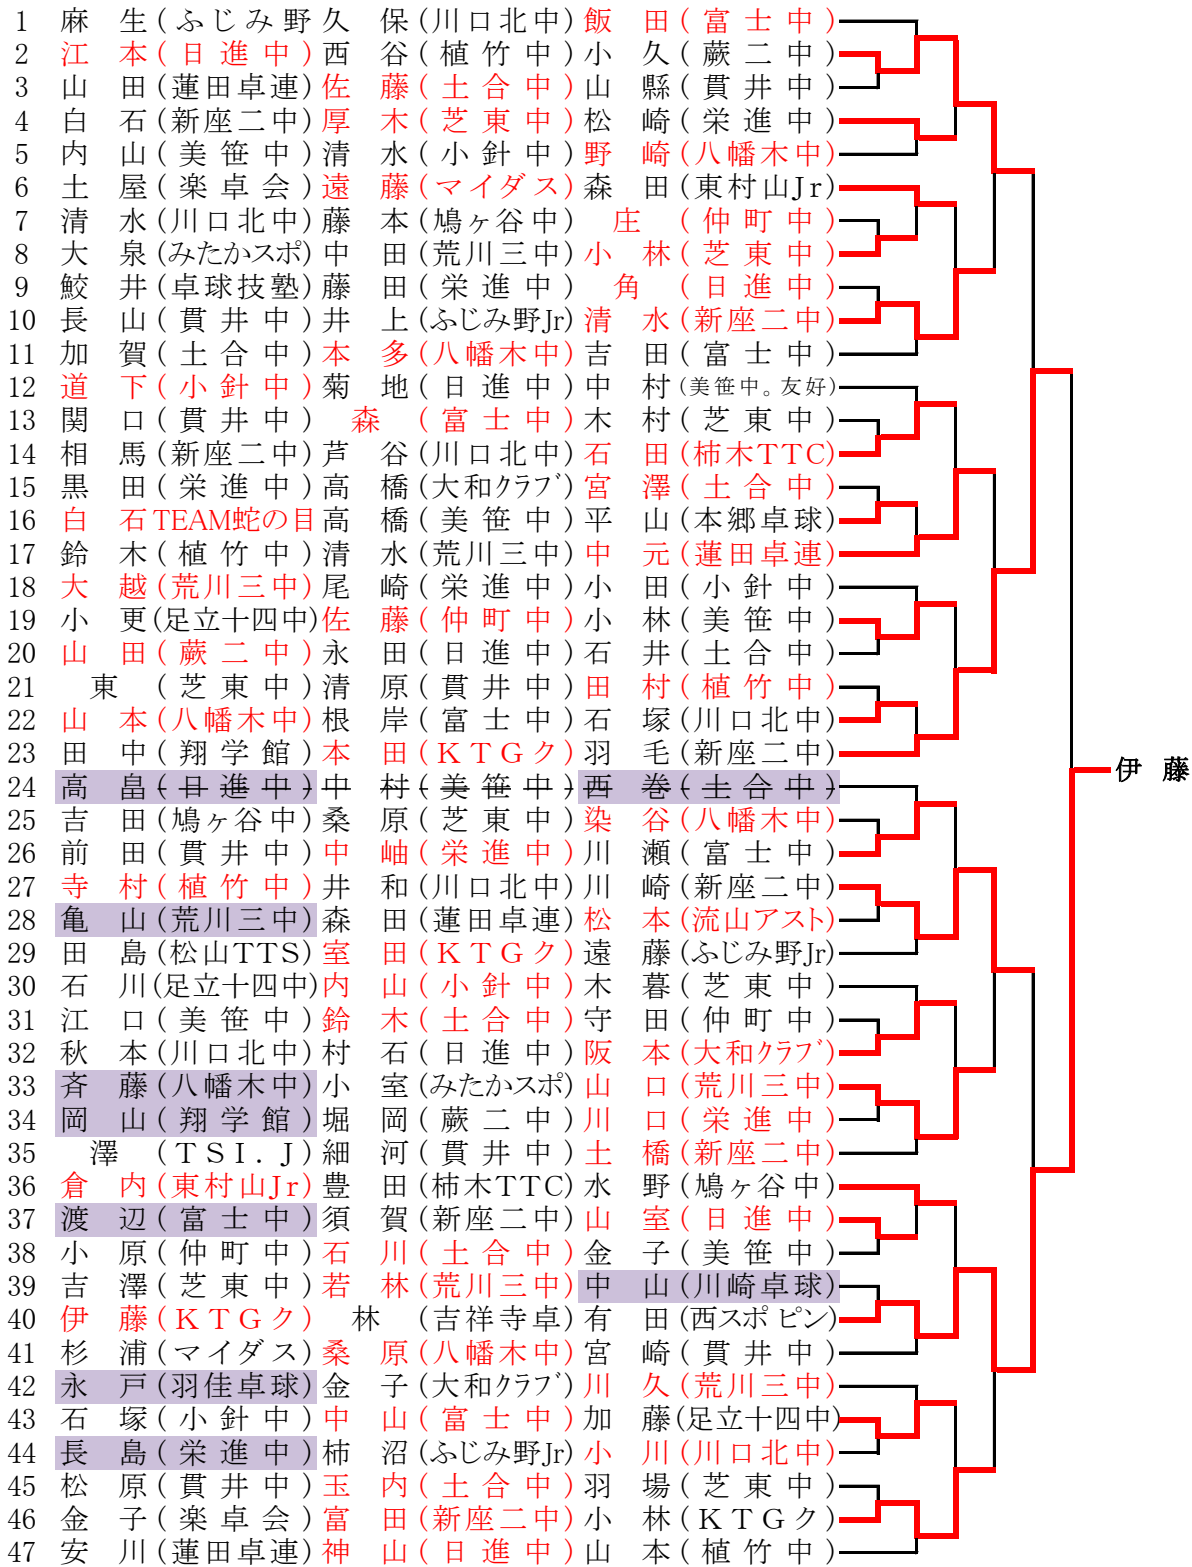 1 麻 生(ふじみ野 久 保(川口北中) 飯 田(富士中)
2 江 本(日進中) 西 谷(植竹中) 小 久(蕨二中)
3 山 田(蓮田卓連) 佐 藤(土合中) 山 縣(貫井中)
4 白 石(新座二中) 厚 木(芝東中) 松 崎(栄進中)
5 内 山(美笹中) 清 水(小針中) 野 崎(八幡木中)
6 土 屋(楽卓会) 遠 藤(マイダス) 森 田(東村山Jr)
7 清 水(川口北中) 藤 本(鳩ヶ谷中) 庄 (仲町中)
8 大 泉(みたかスポ) 中 田(荒川三中) 小 林(芝東中)
9 鮫 井(卓球技塾) 藤 田(栄進中) 角 (日進中)
10 長 山(貫井中) 井 上(ふじみ野Jr) 清 水(新座二中)
11 加 賀(土合中) 本 多(八幡木中) 吉 田(富士中)
12 道 下(小針中) 菊 地(日進中) 中 村(美笹中。友好)
13 関 口(貫井中) 森 (富士中) 木 村(芝東中)
14 相 馬(新座二中) 芦 谷(川口北中) 石 田(柿木TTC)
15 黒 田(栄進中) 高 橋(大和クラブ) 宮 澤(土合中)
16 白 石TEAM蛇の目 高 橋(美笹中) 平 山(本郷卓球)
17 鈴 木(植竹中) 清 水(荒川三中) 中 元(蓮田卓連)
18 大 越(荒川三中) 尾 崎(栄進中) 小 田(小針中)
19 小 更(足立十四中) 佐 藤(仲町中) 小 林(美笹中)
20 山 田(蕨二中) 永 田(日進中) 石 井(土合中)
21 東 (芝東中) 清 原(貫井中) 田 村(植竹中)
22 山 本(八幡木中) 根 岸(富士中) 石 塚(川口北中)
23 田 中(翔学館) 本 田(KTGク) 羽 毛(新座二中)
伊 藤
24 高 畠(日進中) 中 村(美笹中) 西 巻(土合中)
25 吉 田(鳩ヶ谷中) 桑 原(芝東中) 染 谷(八幡木中)
26 前 田(貫井中) 中 岫(栄進中) 川 瀬(富士中)
27 寺 村(植竹中) 井 和(川口北中) 川 崎(新座二中)
28 亀 山(荒川三中) 森 田(蓮田卓連) 松 本(流山アスト)
29 田 島(松山TTS) 室 田(KTGク) 遠 藤(ふじみ野Jr)
30 石 川(足立十四中) 内 山(小針中) 木 暮(芝東中)
31 江 口(美笹中) 鈴 木(土合中) 守 田(仲町中)
32 秋 本(川口北中) 村 石(日進中) 阪 本(大和クラブ)
33 斉 藤(八幡木中) 小 室(みたかスポ) 山 口(荒川三中)
34 岡 山(翔学館) 堀 岡(蕨二中) 川 口(栄進中)
35 澤 (TSI.J) 細 河(貫井中) 土 橋(新座二中)
36 倉 内(東村山Jr) 豊 田(柿木TTC) 水 野(鳩ヶ谷中)
37 渡 辺(富士中) 須 賀(新座二中) 山 室(日進中)
38 小 原(仲町中) 石 川(土合中) 金 子(美笹中)
39 吉 澤(芝東中) 若 林(荒川三中) 中 山(川崎卓球)
40 伊 藤(KTGク) 林 (吉祥寺卓) 有 田(西スポピン)
41 杉 浦(マイダス) 桑 原(八幡木中) 宮 崎(貫井中)
42 永 戸(羽佳卓球) 金 子(大和クラブ) 川 久(荒川三中)
43 石 塚(小針中) 中 山(富士中) 加 藤(足立十四中)
44 長 島(栄進中) 柿 沼(ふじみ野Jr) 小 川(川口北中)
45 松 原(貫井中) 玉 内(土合中) 羽 場(芝東中)
46 金 子(楽卓会) 富 田(新座二中) 小 林(KTGク)
47 安 川(蓮田卓連) 神 山(日進中) 山 本(植竹中)